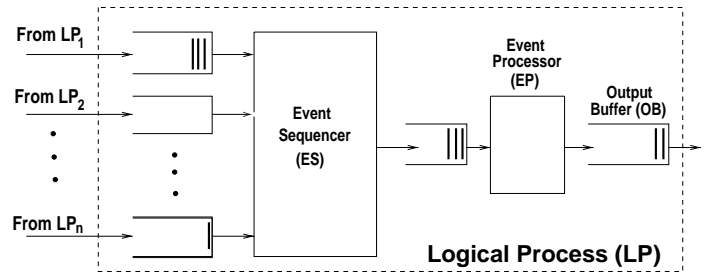 From LP1
From LP2
From LPn
Event
Sequencer
(ES)
Event
Processor
(EP)
Output
Buffer (OB)
Logical Process (LP)